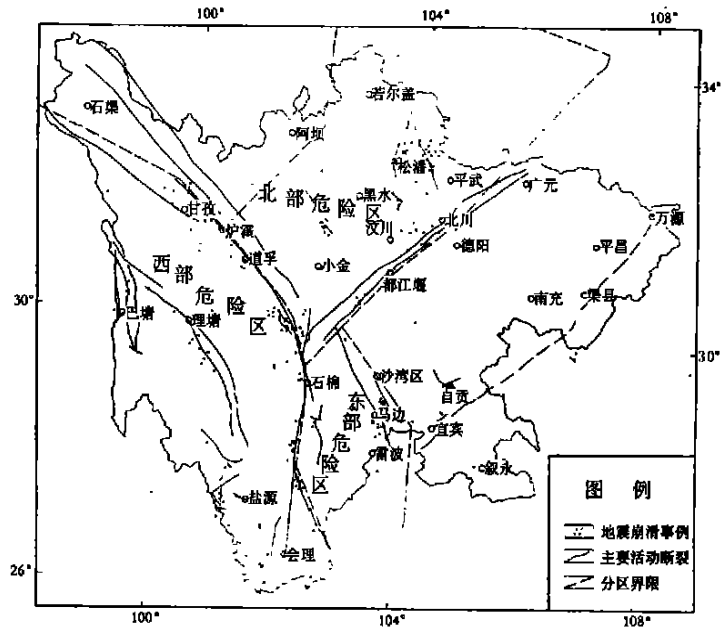 100°
104°
108°
34°
石渠
若尔盖
阿坝
松潘
平武
广元
北部危险区
黑水
甘孜
北川
万源
炉霍
汶川
德阳
平昌
道孚
小金
西部危险区
都江堰
30°
巴塘
理塘
南充
渠县
30°
石棉
沙湾区
自贡
东部危险区
马边
宜宾
雷波
叙永
盐源
会理
图 例
地震崩滑事例
主要活动断裂
分区界限
26°
100°
104°
108°